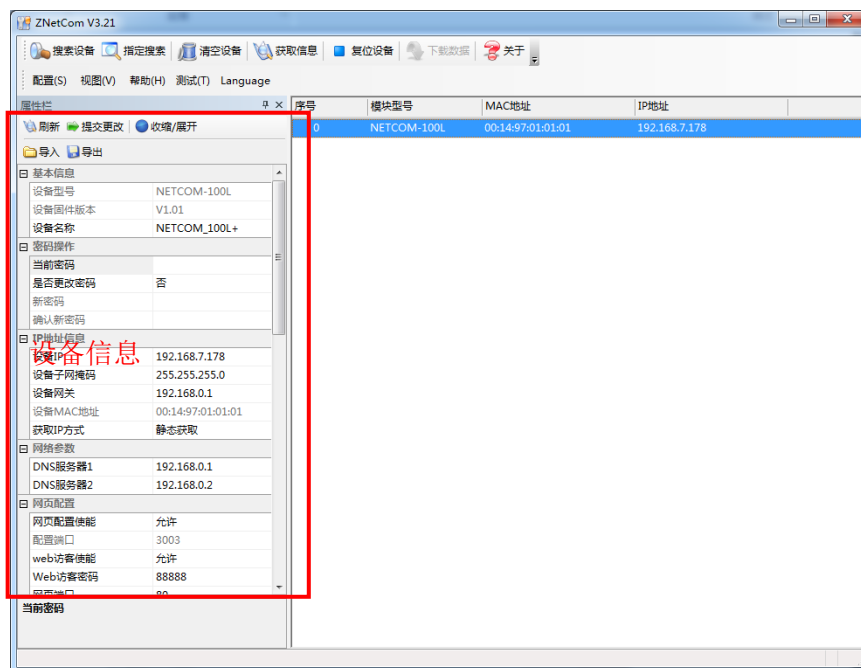 ZNetCom V3.21
搜索设备 指定搜索 清空设备 获取信息 复位设备 下载数据 关于
配置(S) 视图(V) 帮助(H) 测试(T) Language
属性栏
序号 模块型号 MAC地址 IP地址
刷新 提交更改 收缩/展开
0 NETCOM-100L 00:14:97:01:01:01 192.168.7.178
导入 导出
基本信息
设备型号 NETCOM-100L
设备固件版本 V1.01
设备名称 NETCOM_100L+
密码操作
当前密码
是否更改密码 否
新密码
确认新密码
IP地址信息
设备信息
设备IP 192.168.7.178
设备子网掩码 255.255.255.0
设备网关 192.168.0.1
设备MAC地址 00:14:97:01:01:01
获取IP方式 静态获取
网络参数
DNS服务器1 192.168.0.1
DNS服务器2 192.168.0.2
网页配置
网页配置使能 允许
配置端口 3003
web访客使能 允许
Web访客密码 88888
网页端口 80
当前密码